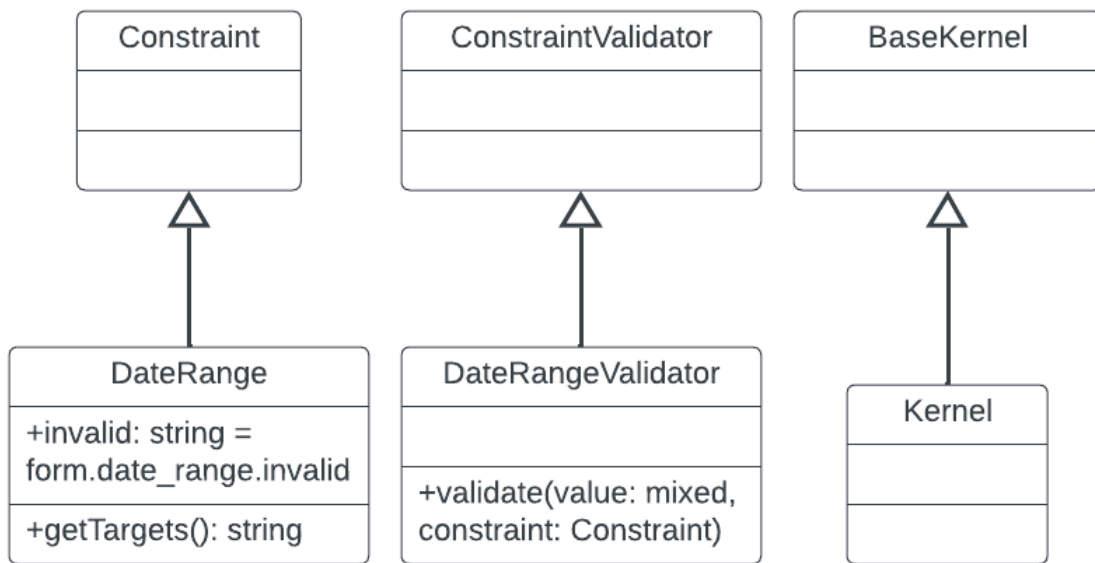 Constraint
ConstraintValidator
BaseKernel
DateRange
+invalid: string =
form.date_range.invalid
+getTargets(): string
DateRangeValidator
+validate(value: mixed,
constraint: Constraint)
Kernel